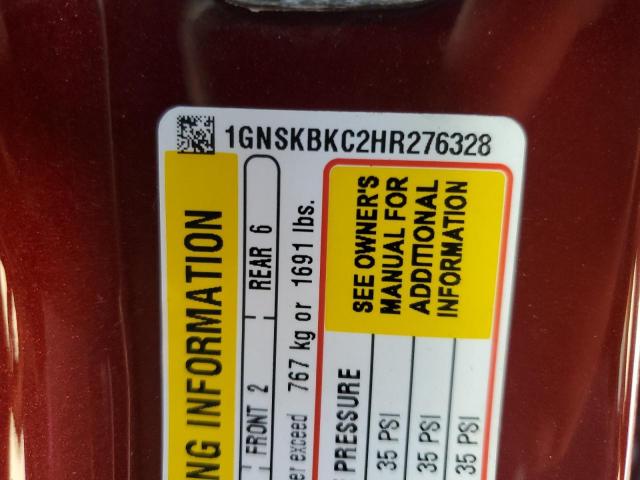 1GNSKBKC2HR276328
NG INFORMATION
FRONT 2
REAR 6
er exceed 767 kg or 1691 lbs.
SEE OWNER'S
MANUAL FOR
ADDITIONAL
INFORMATION
PRESSURE
35 PSI
35 PSI
35 PSI